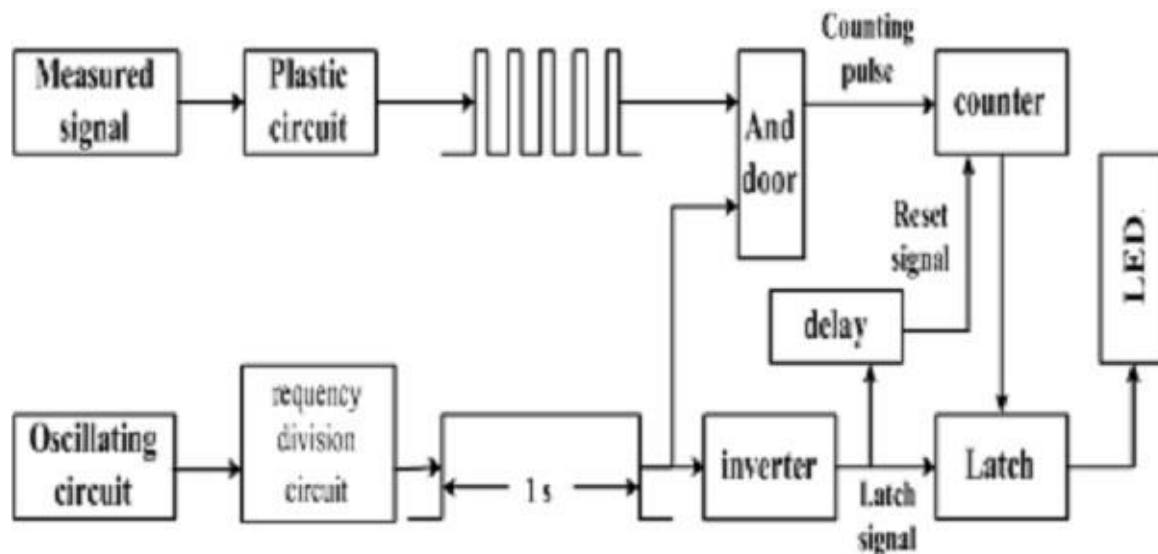 Measured
signal
Plastic
circuit
And
door
Counting
pulse
counter
Reset
signal
LED
delay
Oscillating
circuit
requency
division
circuit
1 s
inverter
Latch
signal
Latch